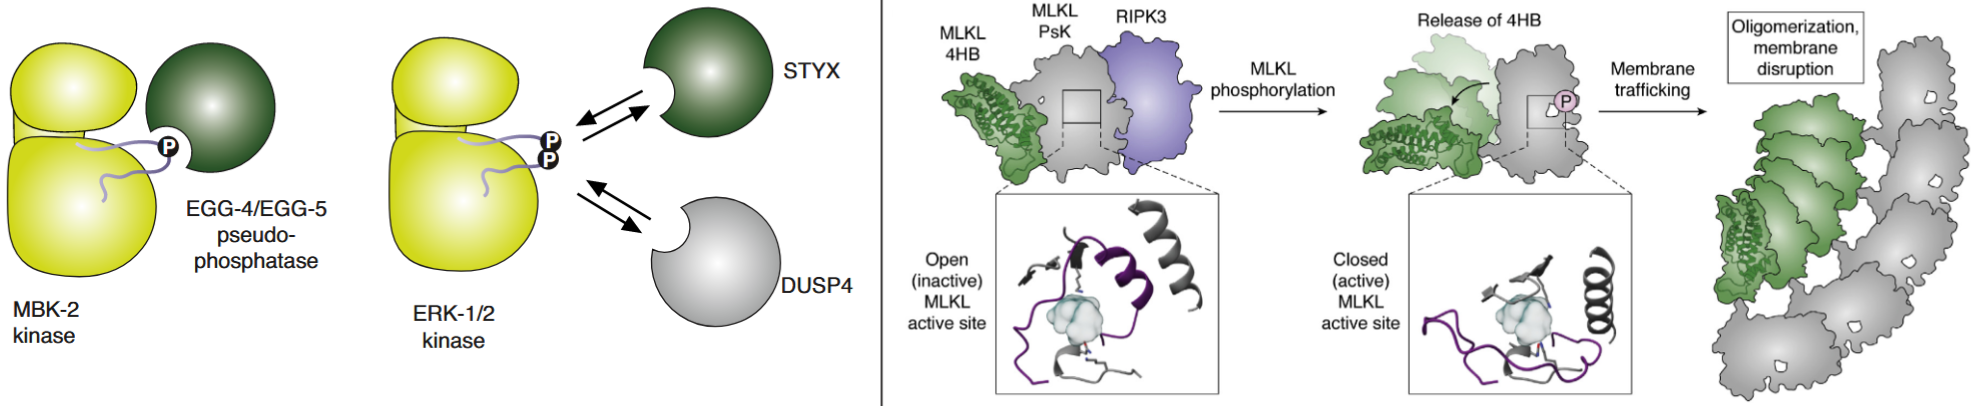 P
EGG-4/EGG-5
pseudo-
phosphatase
MBK-2
kinase
P
P
ERK-1/2
kinase
STYX
DUSP4
MLKL
4HB
MLKL
PsK
RIPK3
MLKL
phosphorylation
Release of 4HB
P
Membrane
trafficking
Oligomerization,
membrane
disruption
Open
(inactive)
MLKL
active site
Closed
(active)
MLKL
active site